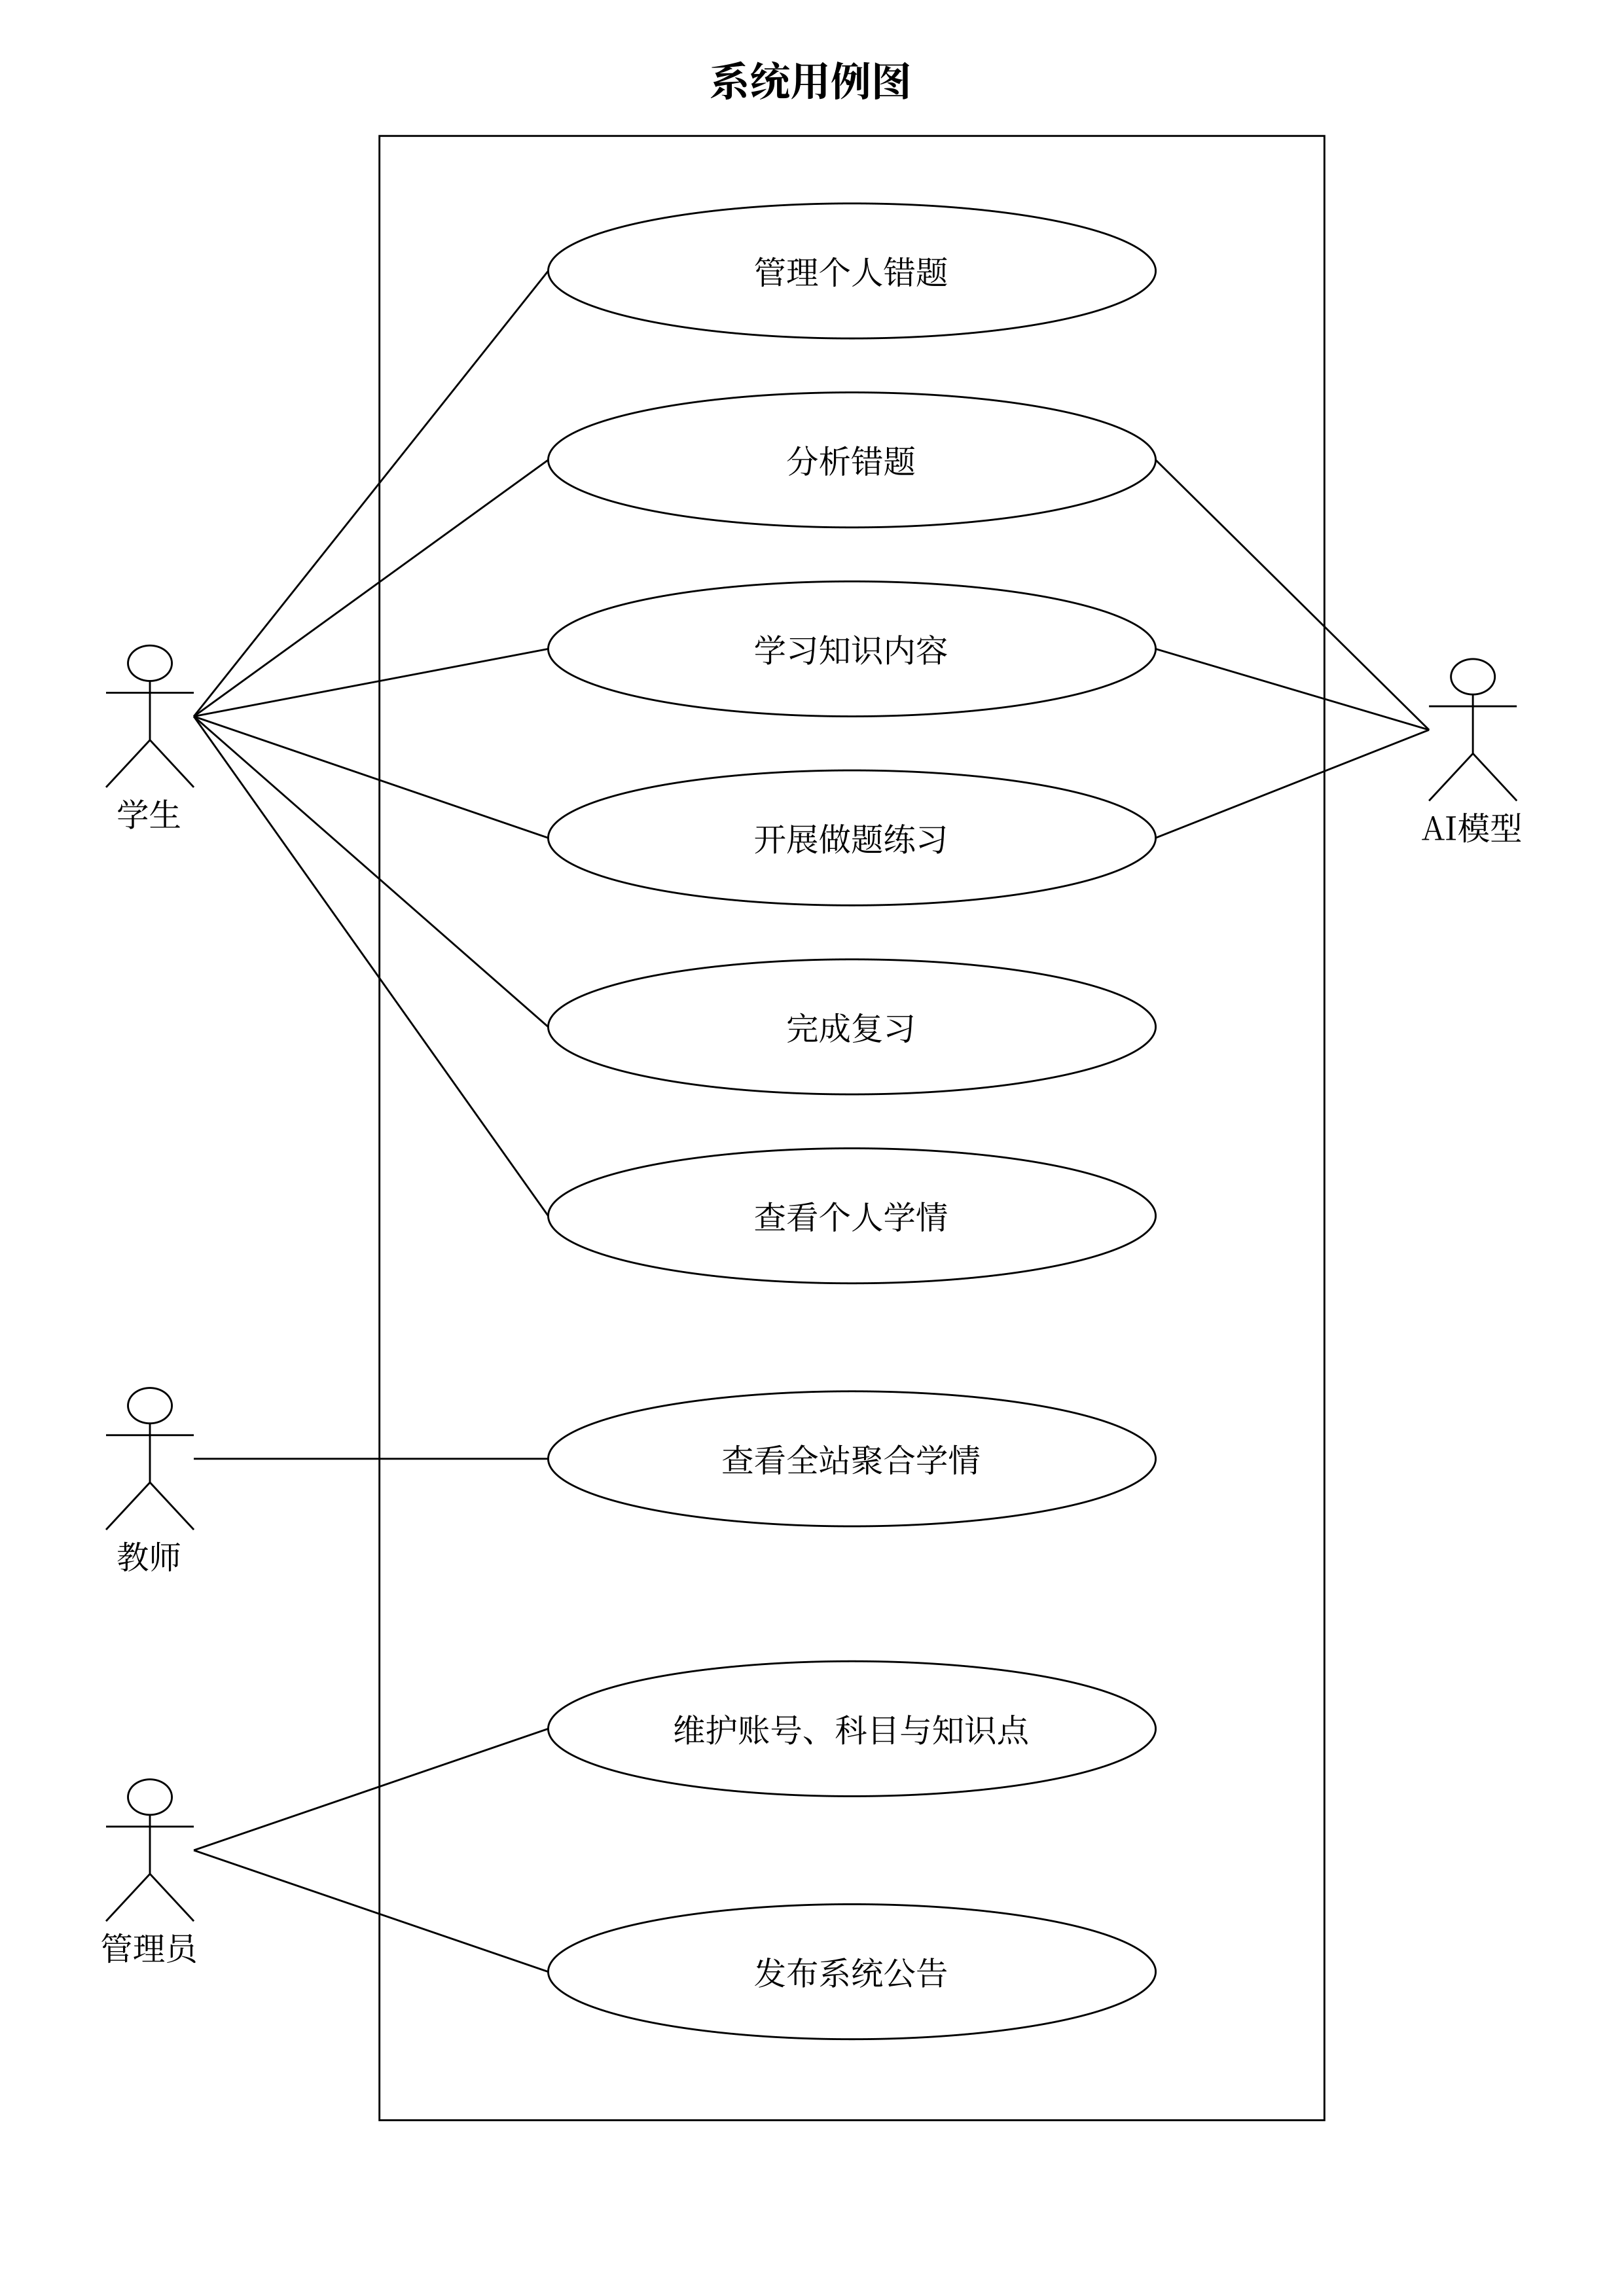 系统用例图
管理个人错题
分析错题
学习知识内容
学生
AI模型
开展做题练习
完成复习
查看个人学情
查看全站聚合学情
教师
维护账号、科目与知识点
管理员
发布系统公告